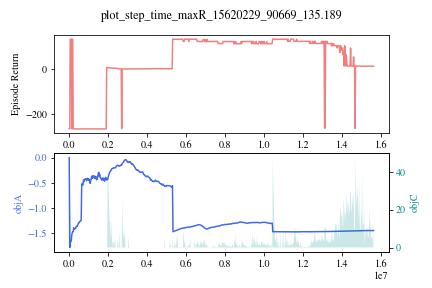 plot_step_time_maxR_15620229_90669_135.189
Episode Return
0
−200
0.0 0.2 0.4 0.6 0.8 1.0 1.2 1.4 1.6
objA
0.0
−0.5
−1.0
−1.5
40
20
0
objC
0.0 0.2 0.4 0.6 0.8 1.0 1.2 1.4 1.6
1e7